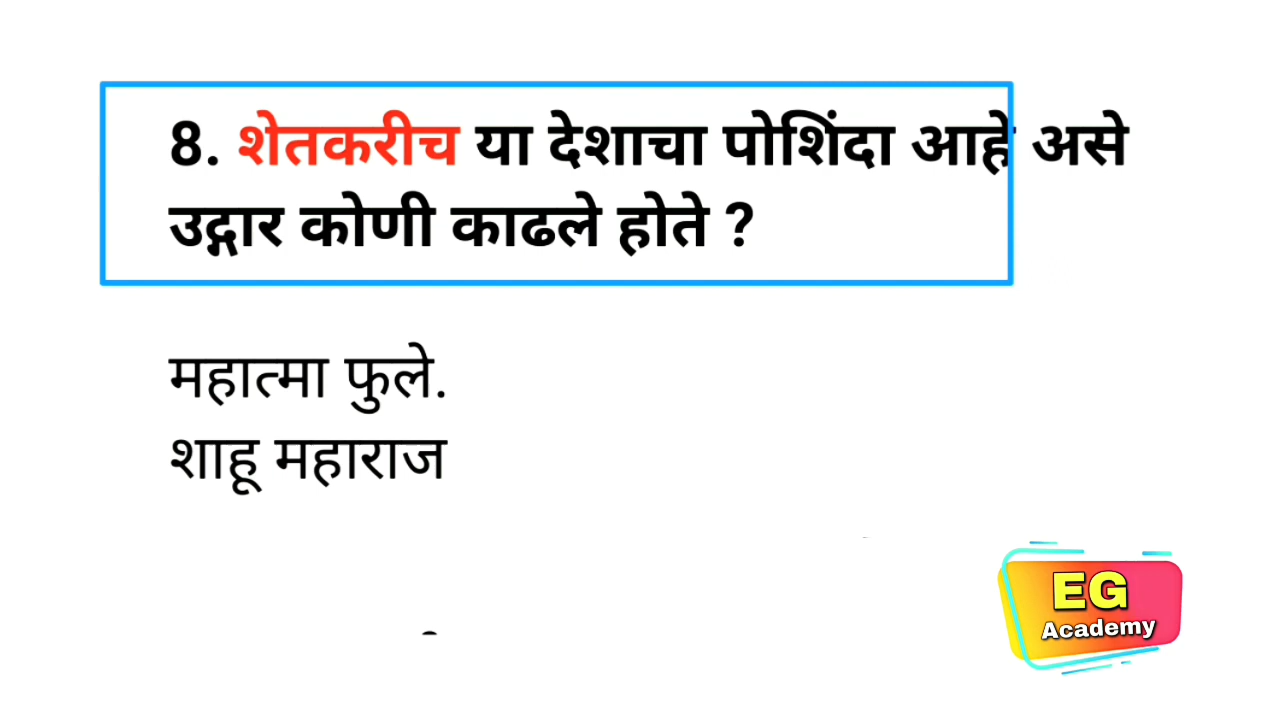 8. शेतकरीच या देशाचा पोशिंदा आहे असे
उद्गार कोणी काढले होते ?
महात्मा फुले.
शाहू महाराज
EG
Academy